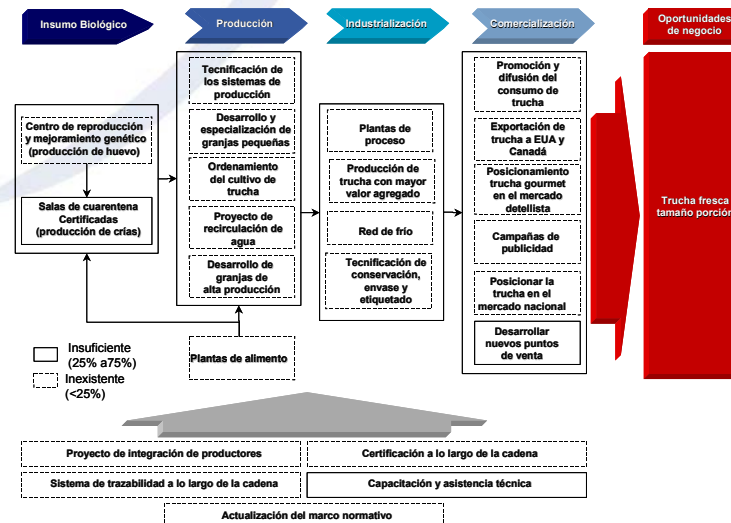 Insumo Biológico
Producción
Industrialización
Comercialización
Oportunidades
de negocio
Centro de reproducción
y mejoramiento genético
(producción de huevo)
Salas de cuarentena
Certificadas
(producción de crías)
Tecnificación de
los sistemas de
producción
Desarrollo y
especialización de
granjas pequeñas
Ordenamiento
del cultivo de
trucha
Proyecto de
recirculación de
agua
Desarrollo de
granjas de
alta producción
Plantas de
proceso
Producción de
trucha con mayor
valor agregado
Red de frío
Tecnificación de
conservación,
envase y
etiquetado
Promoción y
difusión del
consumo de
trucha
Exportación de
trucha a EUA y
Canadá
Posicionamiento
trucha gourmet
en el mercado
detellista
Campañas de
publicidad
Posicionar la
trucha en el
mercado nacional
Desarrollar
nuevos puntos
de venta
Trucha fresca
tamaño porción
Plantas de alimento
Insuficiente
(25% a75%)
Inexistente
(<25%)
Proyecto de integración de productores
Certificación a lo largo de la cadena
Sistema de trazabilidad a lo largo de la cadena
Capacitación y asistencia técnica
Actualización del marco normativo